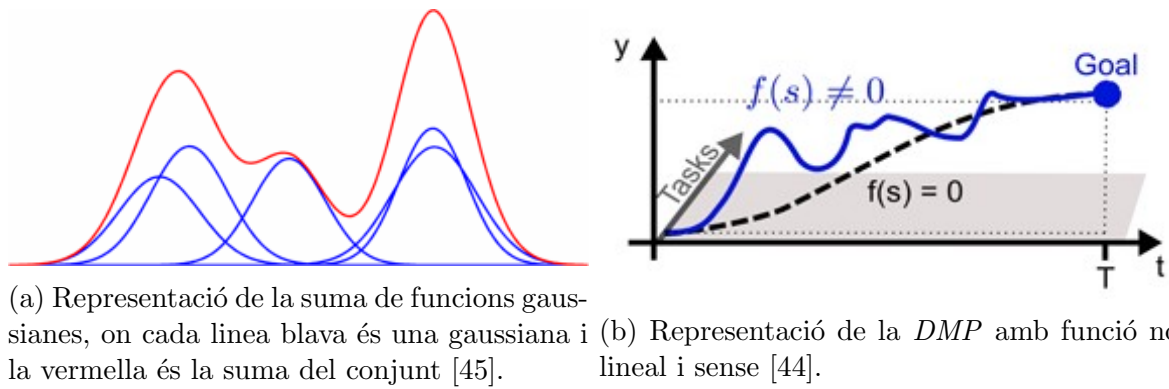 y
Goal
f(s) ≠ 0
Tasks
f(s) = 0
t
T
(a) Representació de la suma de funcions gaus-
sianes, on cada linea blava és una gaussiana i
la vermella és la suma del conjunt [45].
(b) Representació de la DMP amb funció no
lineal i sense [44].